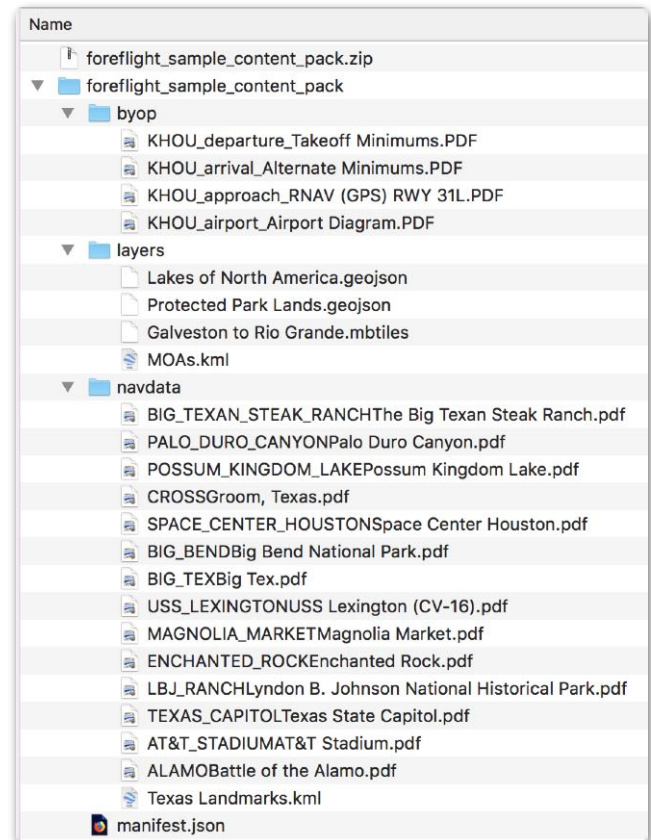 Name
foreflight_sample_content_pack.zip
foreflight_sample_content_pack
byop
KHOU_departure_Takeoff Minimums.PDF
KHOU_arrival_Alternate Minimums.PDF
KHOU_approach_RNAV (GPS) RWY 31L.PDF
KHOU_airport_Airport Diagram.PDF
layers
Lakes of North America.geojson
Protected Park Lands.geojson
Galveston to Rio Grande.mbtiles
MOAs.kml
navdata
BIG_TEXAN_STEAK_RANCHThe Big Texan Steak Ranch.pdf
PALO_DURO_CANYONPalo Duro Canyon.pdf
POSSUM_KINGDOM_LAKEPossum Kingdom Lake.pdf
CROSSGroom, Texas.pdf
SPACE_CENTER_HOUSTONSpace Center Houston.pdf
BIG_BENDBig Bend National Park.pdf
BIG_TEXBig Tex.pdf
USS_LEXINGTONUSS Lexington (CV-16).pdf
MAGNOLIA_MARKETMagnolia Market.pdf
ENCHANTED_ROCKEnchanted Rock.pdf
LBJ_RANCHLyndon B. Johnson National Historical Park.pdf
TEXAS_CAPITOLTexas State Capitol.pdf
AT&T_STADIUMAT&T Stadium.pdf
ALAMOBattle of the Alamo.pdf
Texas Landmarks.kml
manifest.json